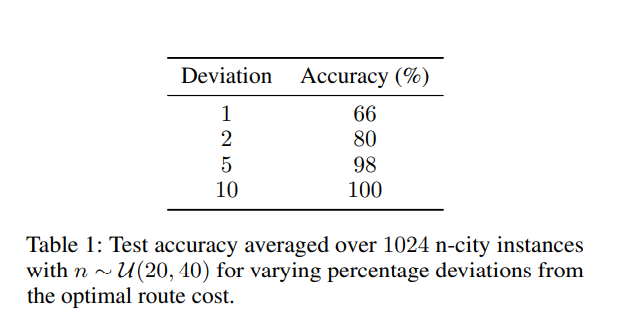 Deviation Accuracy (%)
1 66
2 80
5 98
10 100
Table 1: Test accuracy averaged over 1024 n-city instances
with n ∼ 𝒰(20, 40) for varying percentage deviations from
the optimal route cost.